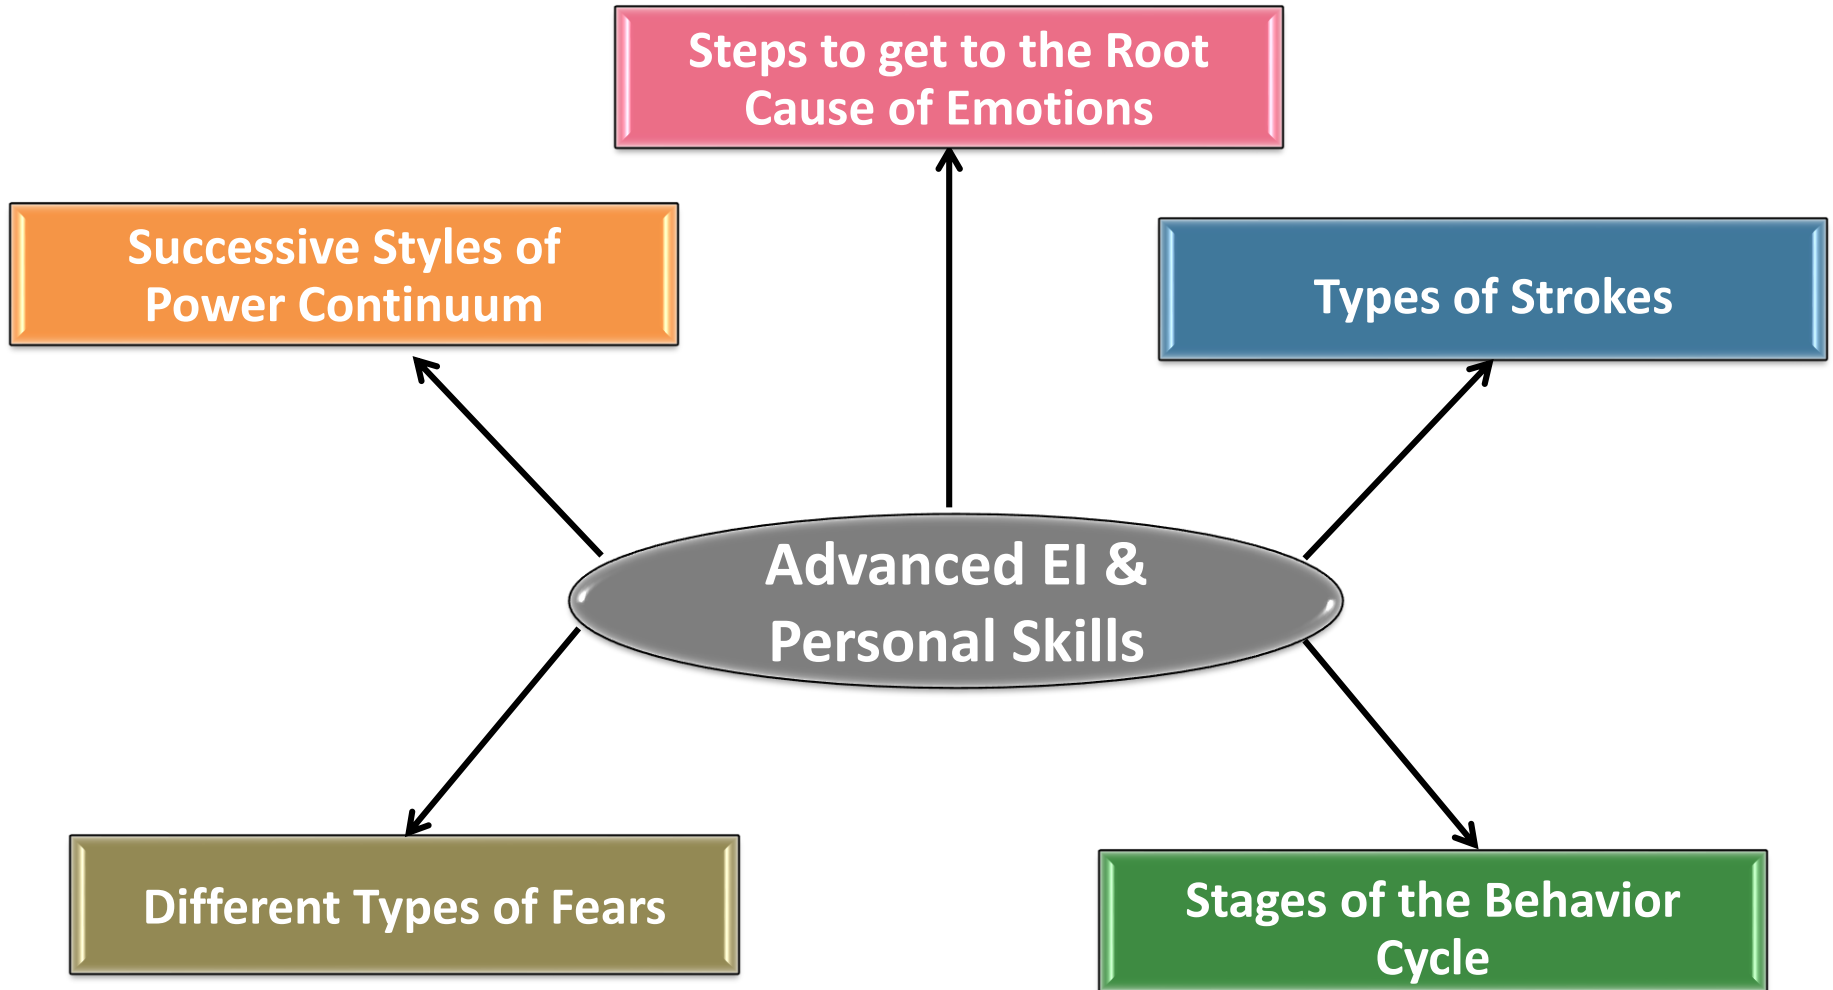 Steps to get to the Root
Cause of Emotions
Successive Styles of
Power Continuum
Types of Strokes
Advanced EI &
Personal Skills
Different Types of Fears
Stages of the Behavior
Cycle